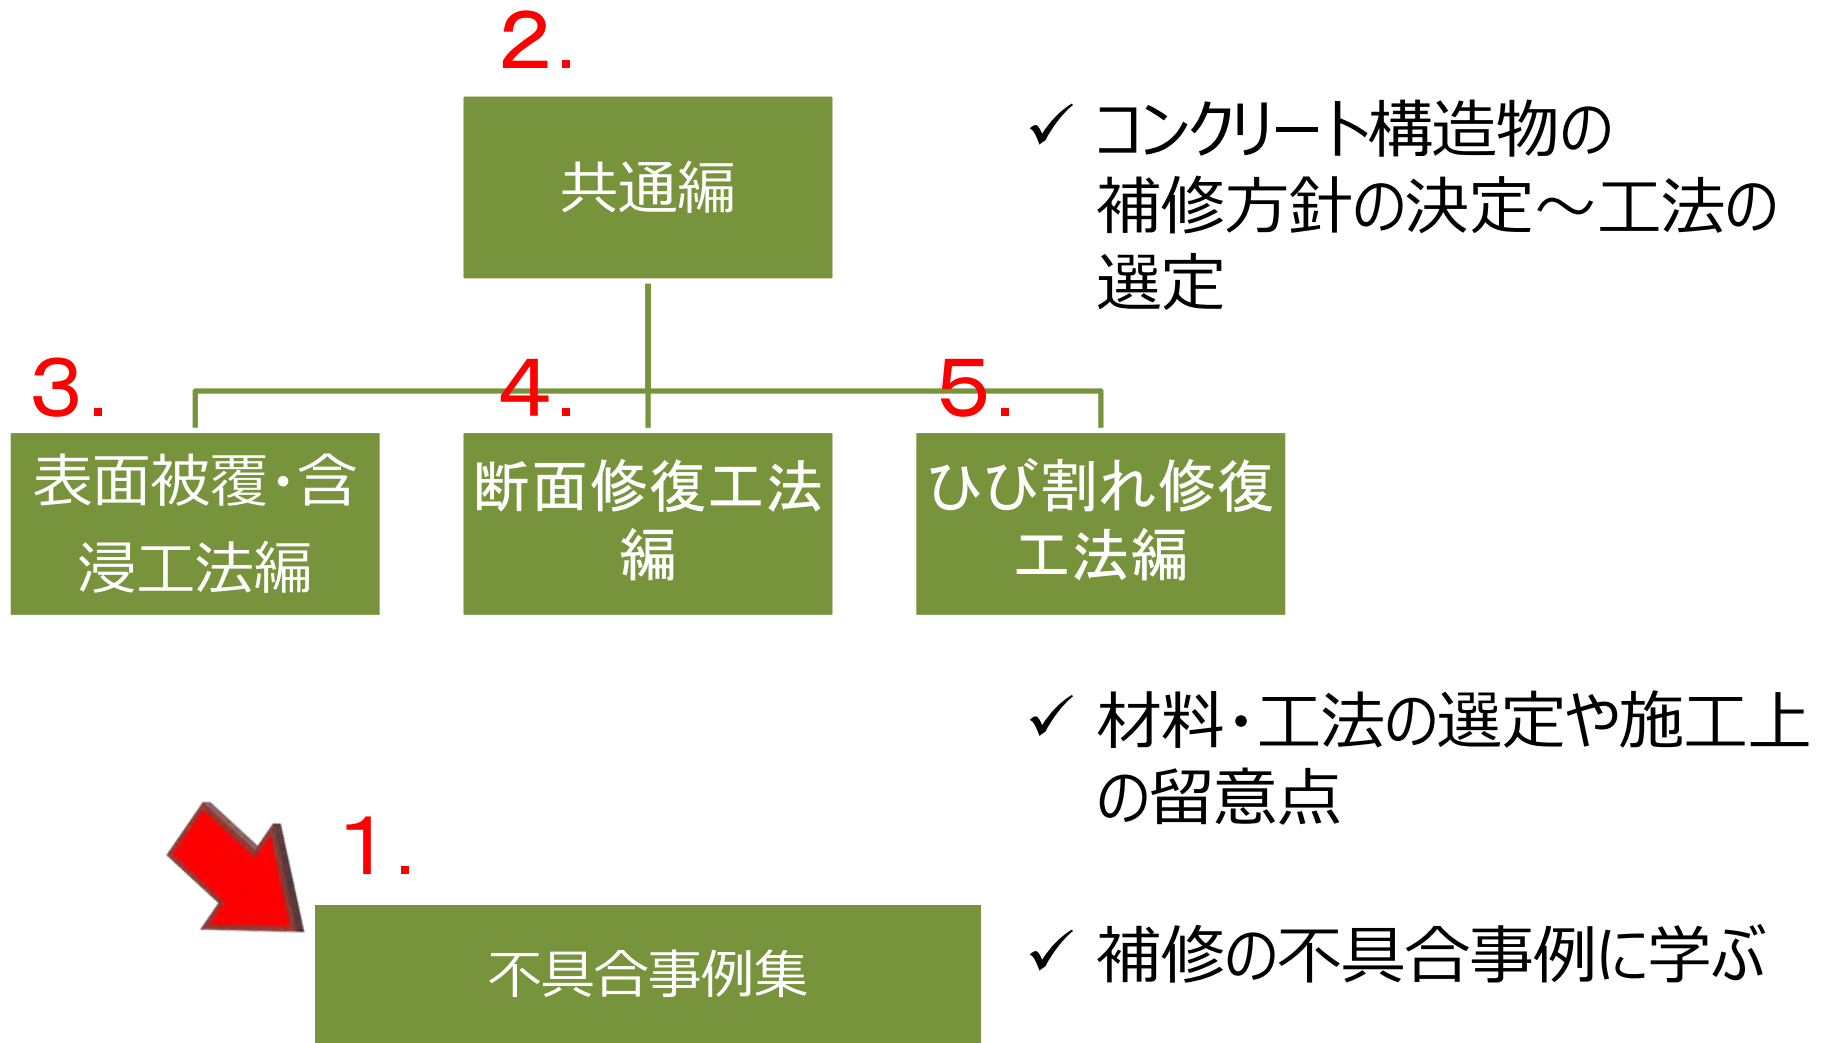 ２．
共通編
✓ コンクリート構造物の
補修方針の決定～工法の
選定
３．
表面被覆・含
浸工法編
４．
断面修復工法
編
５．
ひび割れ修復
工法編
✓ 材料・工法の選定や施工上
の留意点
１．
不具合事例集
✓ 補修の不具合事例に学ぶ